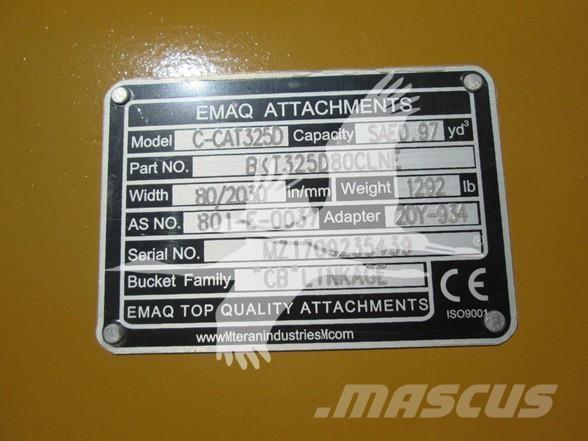 EMAQ ATTACHMENTS
Model C-CAT325D Capacity SAE0.97 yd³
Part NO. BKT325D80CLNE
Width 80/2030 in/mm Weight 1292 lb
AS NO. 801-E-0037 Adapter 20Y-934
Serial NO. MZ1709235439 ®
Bucket Family "CB"LINKAGE CE
EMAQ TOP QUALITY ATTACHMENTS ISO9001
wwwMteranindustriesMcom
MASCUS